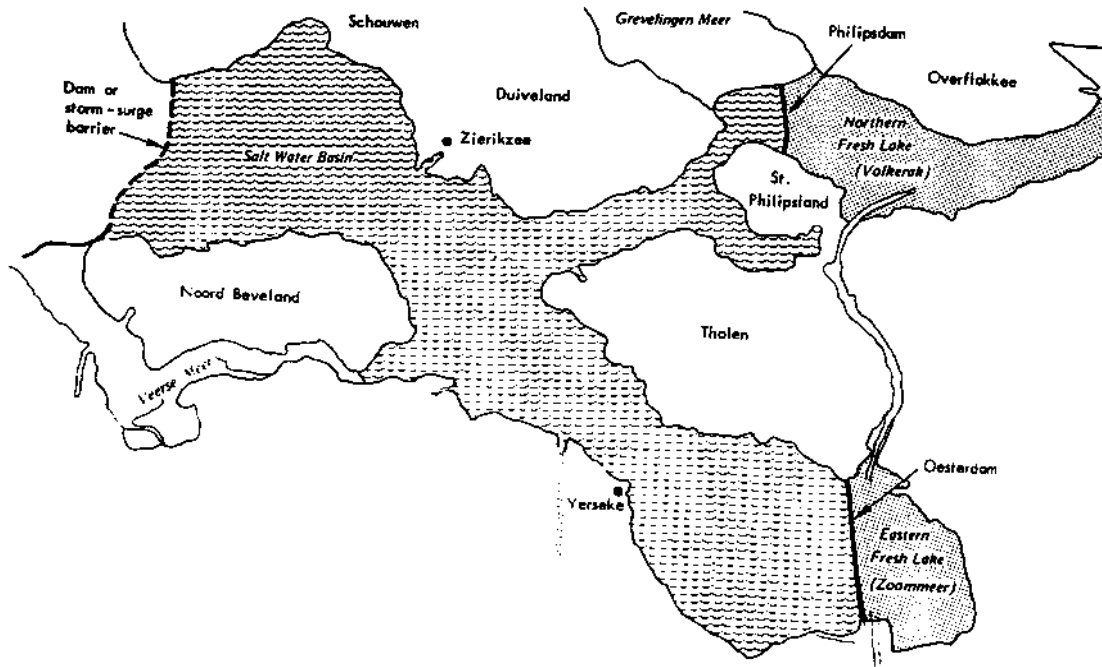 Schouwen
Grevelingen Meer
Philipsdam
Overflakkee
Dam or
storm-surge
barrier
Duiveland
Zierikzee
Salt Water Basin
Northern
Fresh Lake
(Volkerak)
St.
Philipsland
Noord Beveland
Tholen
Veerse Meer
Oesterdam
Yerseke
Eastern
Fresh Lake
(Zoommeer)